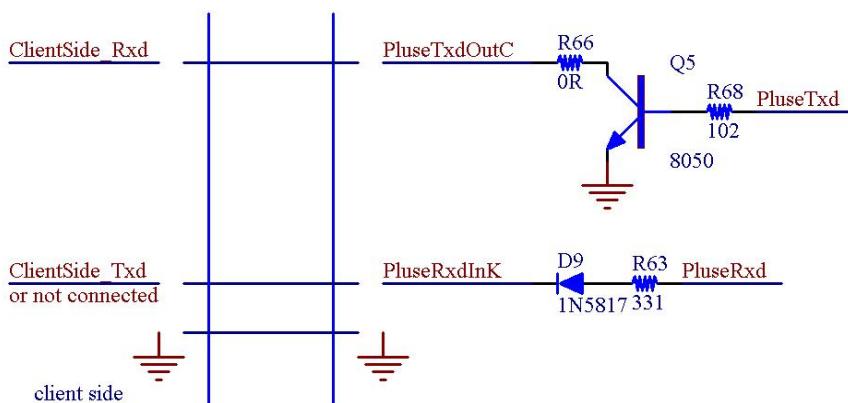 ClientSide_Rxd
PluseTxdOutC
R66
0R
Q5
8050
R68
102
PluseTxd
ClientSide_Txd
or not connected
PluseRxdInK
D9
1N5817
R63
331
PluseRxd
client side